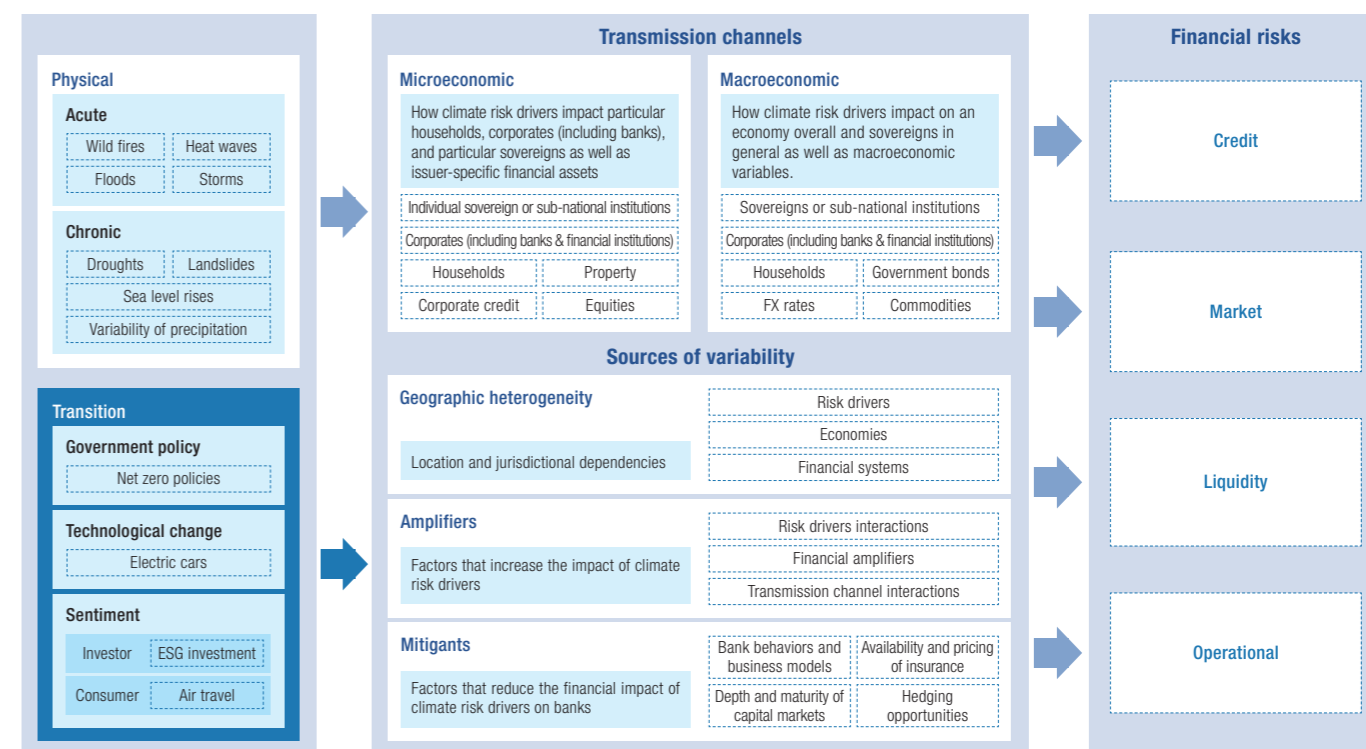 Physical
Acute
Wild fires
Heat waves
Floods
Storms
Chronic
Droughts
Landslides
Sea level rises
Variability of precipitation
Transition
Government policy
Net zero policies
Technological change
Electric cars
Sentiment
Investor
ESG investment
Consumer
Air travel
Transmission channels
Microeconomic
How climate risk drivers impact particular
households, corporates (including banks),
and particular sovereigns as well as
issuer-specific financial assets
Individual sovereign or sub-national institutions
Corporates (including banks & financial institutions)
Households
Property
Corporate credit
Equities
Macroeconomic
How climate risk drivers impact on an
economy overall and sovereigns in
general as well as macroeconomic
variables.
Sovereigns or sub-national institutions
Corporates (including banks & financial institutions)
Households
Government bonds
FX rates
Commodities
Sources of variability
Geographic heterogeneity
Location and jurisdictional dependencies
Risk drivers
Economies
Financial systems
Amplifiers
Factors that increase the impact of climate
risk drivers
Risk drivers interactions
Financial amplifiers
Transmission channel interactions
Mitigants
Factors that reduce the financial impact of
climate risk drivers on banks
Bank behaviors and
business models
Availability and pricing
of insurance
Depth and maturity of
capital markets
Hedging
opportunities
Financial risks
Credit
Market
Liquidity
Operational